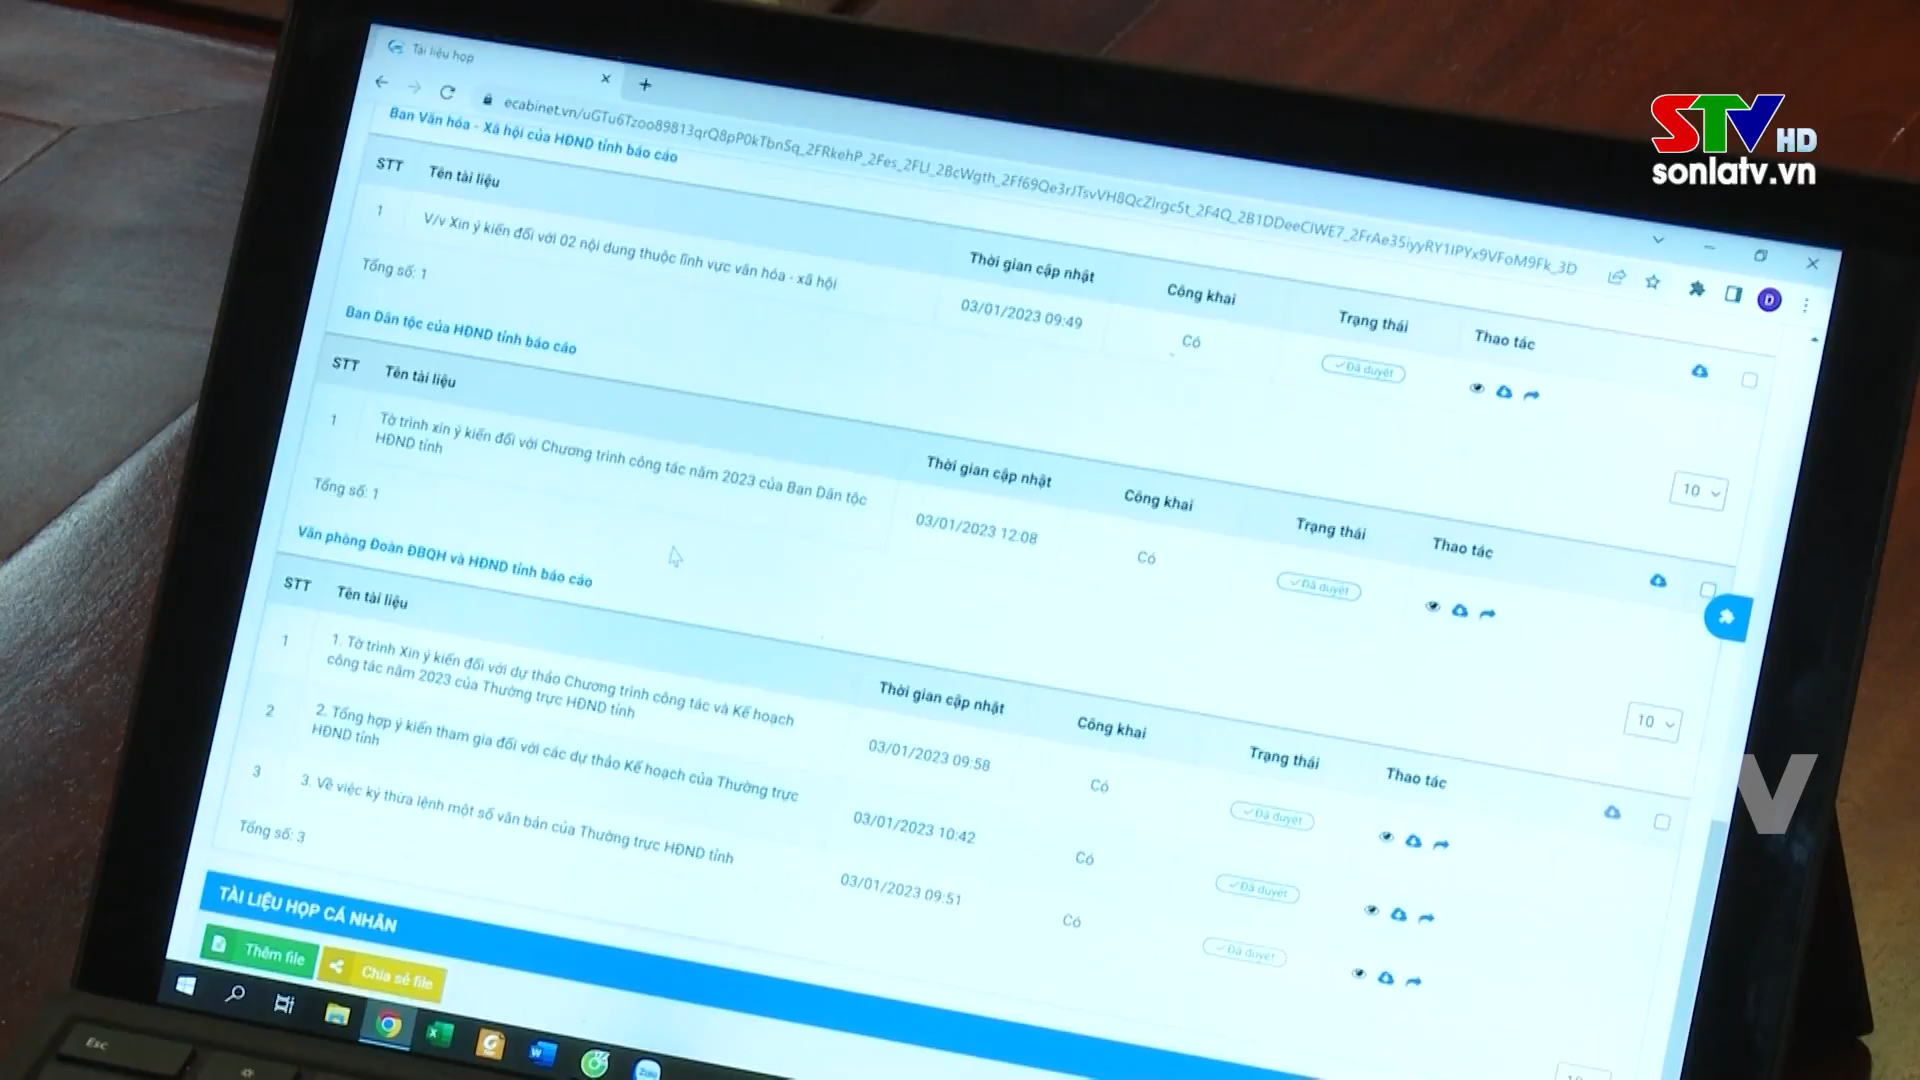 STV HD
sonlatv.vn
Tài liệu họp
ecabinet.vn/
Ban Văn hóa - Xã hội của HĐND tỉnh báo cáo
STT Tên tài liệu Thời gian cập nhật Công khai Trạng thái Thao tác
1 V/v Xin ý kiến đối với 02 nội dung thuộc lĩnh vực văn hóa - xã hội 03/01/2023 09:49 Có Đã duyệt
Tổng số: 1
10
Ban Dân tộc của HĐND tỉnh báo cáo
STT Tên tài liệu Thời gian cập nhật Công khai Trạng thái Thao tác
1 Tờ trình xin ý kiến đối với Chương trình công tác năm 2023 của Ban Dân tộc
HĐND tỉnh 03/01/2023 12:08 Có Đã duyệt
Tổng số: 1
10
Văn phòng Đoàn ĐBQH và HĐND tỉnh báo cáo
STT Tên tài liệu Thời gian cập nhật Công khai Trạng thái Thao tác
1 1. Tờ trình Xin ý kiến đối với dự thảo Chương trình công tác và Kế hoạch
công tác năm 2023 của Thường trực HĐND tỉnh 03/01/2023 09:58 Có Đã duyệt
2 2. Tổng hợp ý kiến tham gia đối với các dự thảo Kế hoạch của Thường trực
HĐND tỉnh 03/01/2023 10:42 Có Đã duyệt
3 3. Về việc ký thừa lệnh một số văn bản của Thường trực HĐND tỉnh 03/01/2023 09:51 Có Đã duyệt
Tổng số: 3
TÀI LIỆU HỌP CÁ NHÂN
Thêm file Chia sẻ file
Zalo
Esc
V
D